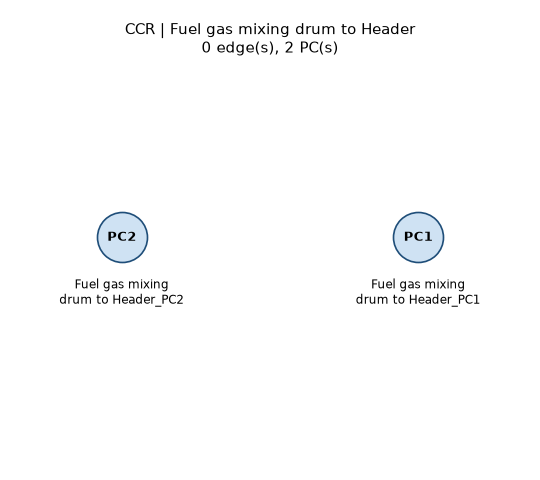 CCR | Fuel gas mixing drum to Header
0 edge(s), 2 PC(s)
PC2
Fuel gas mixing
drum to Header_PC2
PC1
Fuel gas mixing
drum to Header_PC1